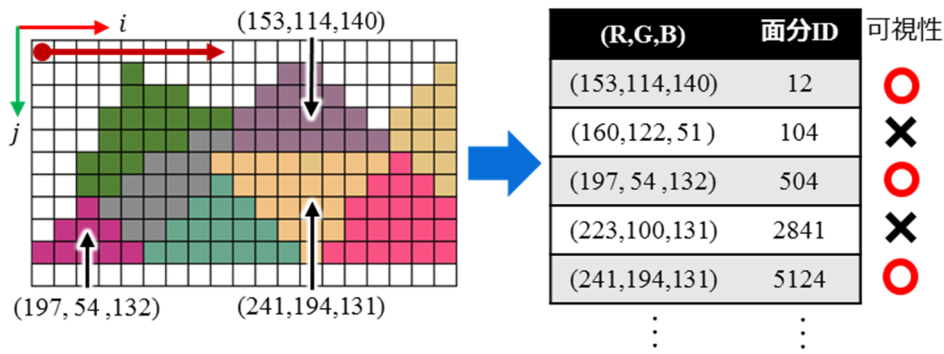 i
j
(153,114,140)
(197, 54 ,132)
(241,194,131)
(R,G,B) 面分ID 可視性
(153,114,140) 12
(160,122, 51 ) 104
(197, 54 ,132) 504
(223,100,131) 2841
(241,194,131) 5124
⋮ ⋮